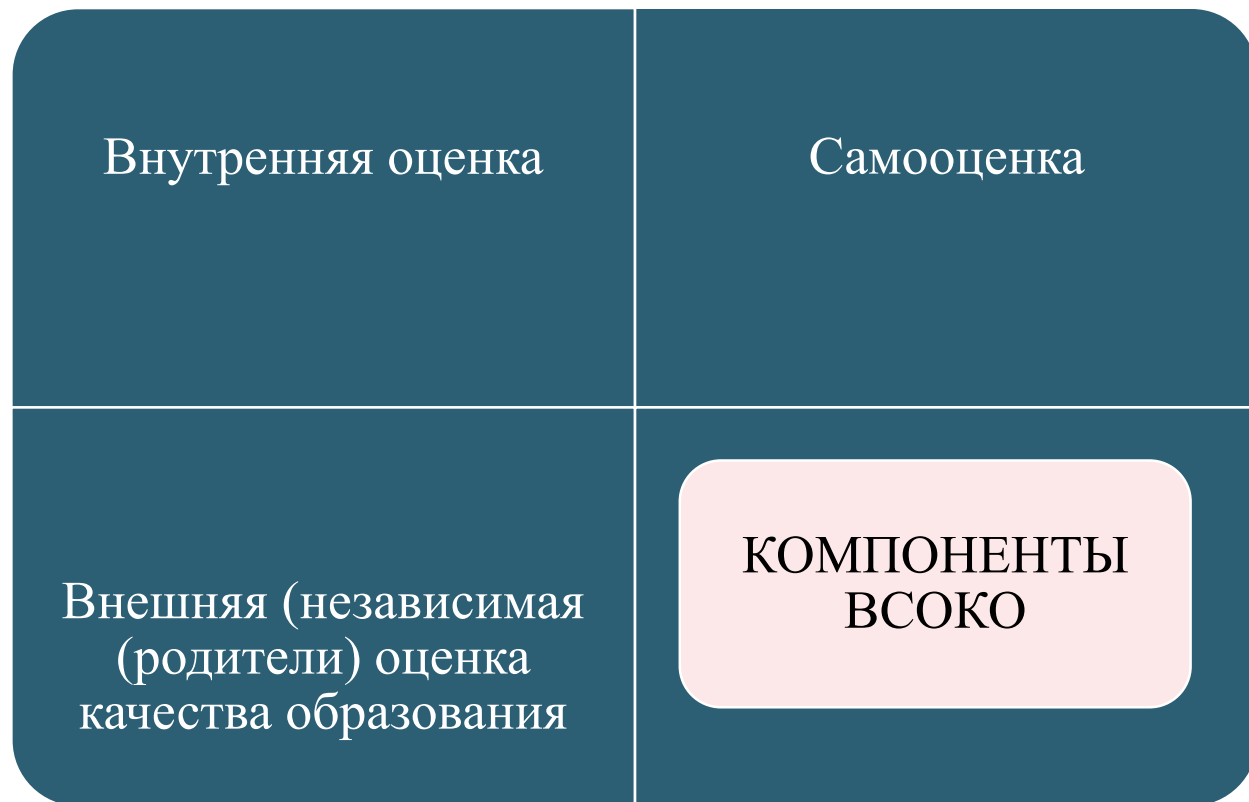 Внутренняя оценка
Самооценка
Внешняя (независимая
(родители) оценка
качества образования
КОМПОНЕНТЫ
ВСОКО